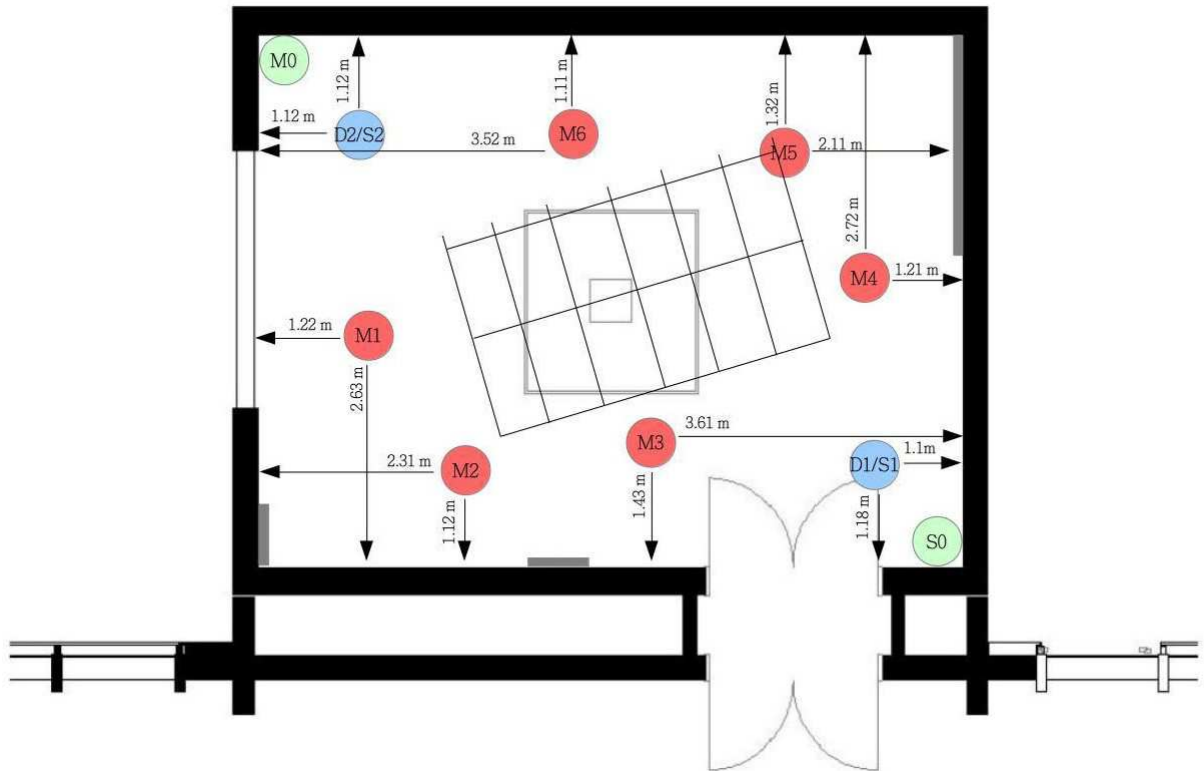 M0
1.12 m
1.11 m
1.32 m
1.12 m
D2/S2
M6
3.52 m
M5
2.11 m
2.72 m
M4
1.21 m
1.22 m
M1
2.63 m
M3
3.61 m
2.31 m
M2
D1/S1
1.1m
1.12 m
1.43 m
1.18 m
S0